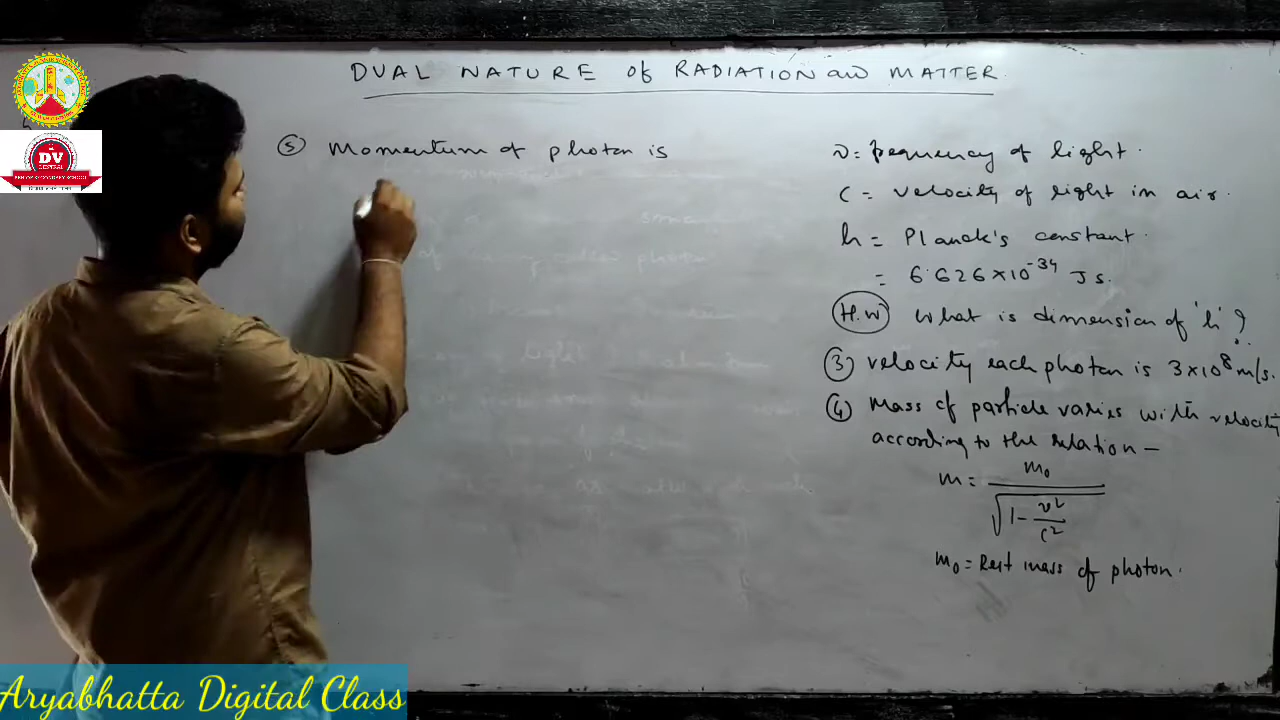 DUAL NATURE of RADIATION and MATTER.
⑤ Momentum of photon is
ν = frequency of light.
C = velocity of light in air.
h = Planck's constant.
= 6.626×10⁻³⁴ Js.
H.W What is dimension of 'h'?
③ velocity each photon is 3×10⁸ m/s.
④ Mass of particle varies with velocity
according to the relation –
m = m₀ / √(1 - v²/c²)
m₀ = Rest mass of photon.
DV
Aryabhatta Digital Class